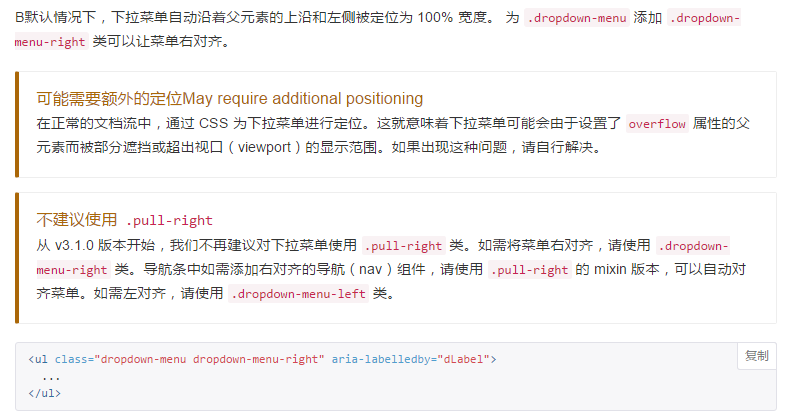 B默认情况下，下拉菜单自动沿着父元素的上沿和左侧被定位为 100% 宽度。 为 .dropdown-menu 添加 .dropdown-
menu-right 类可以让菜单右对齐。
可能需要额外的定位May require additional positioning
在正常的文档流中，通过 CSS 为下拉菜单进行定位。这就意味着下拉菜单可能会由于设置了 overflow 属性的父
元素而被部分遮挡或超出视口（viewport）的显示范围。如果出现这种问题，请自行解决。
不建议使用 .pull-right
从 v3.1.0 版本开始，我们不再建议对下拉菜单使用 .pull-right 类。如需将菜单右对齐，请使用 .dropdown-
menu-right 类。导航条中如需添加右对齐的导航（nav）组件，请使用 .pull-right 的 mixin 版本，可以自动对
齐菜单。如需左对齐，请使用 .dropdown-menu-left 类。
复制
<ul class="dropdown-menu dropdown-menu-right" aria-labelledby="dLabel">
  ...
</ul>